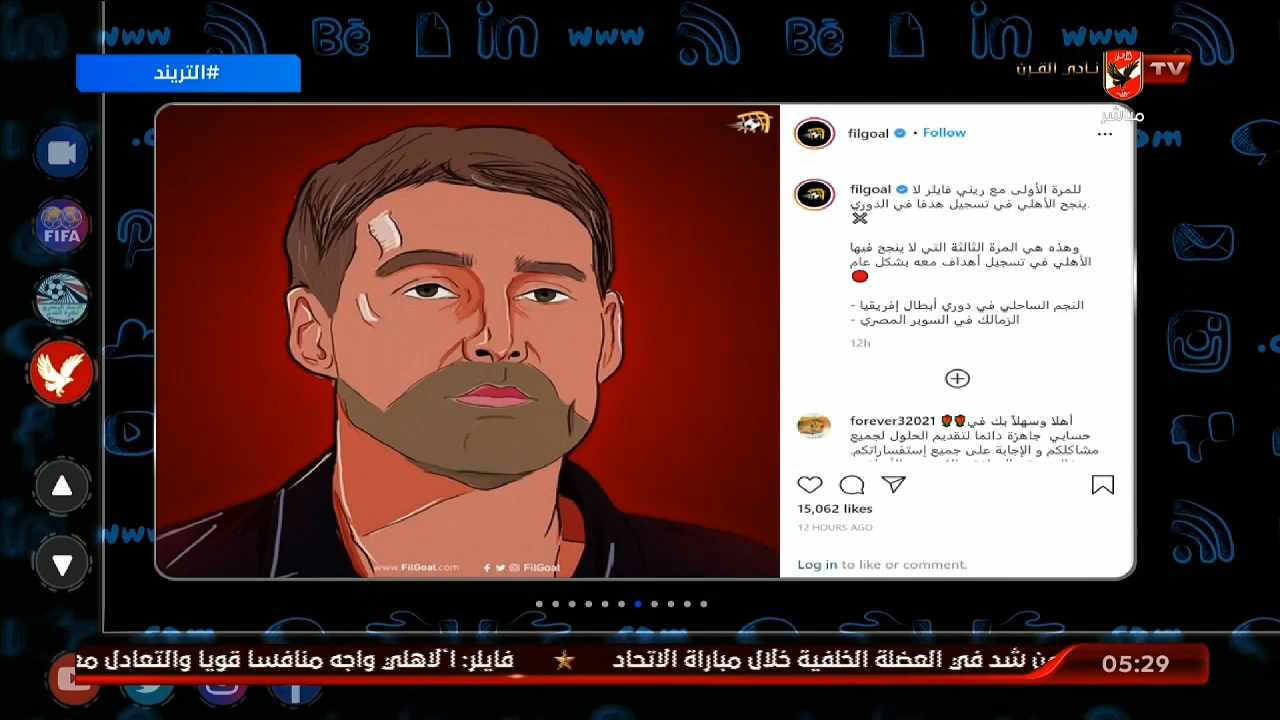 #التريند
نادي القرن
TV
مباشر
FIFA
filgoal • Follow
filgoal للمرة الأولى مع ريني فايلر لا
ينجح الأهلي في تسجيل هدفا في الدوري.
وهذه هي المرة الثالثة التي لا ينجح فيها
الأهلي في تسجيل أهداف معه بشكل عام
- النجم الساحلي في دوري أبطال إفريقيا
- الزمالك في السوبر المصري
12h
forever32021 أهلا وسهلآ بك في
حسابي جاهزة دائما لتقديم الحلول لجميع
مشاكلكم و الإجابة على جميع إستفساراتكم.
15,062 likes
12 HOURS AGO
Log in to like or comment.
www.FilGoal.com
FilGoal
شد في العضلة الخلفية خلال مباراة الاتحاد
فايلر: الاهلي واجه منافسا قويا والتعادل
05:29